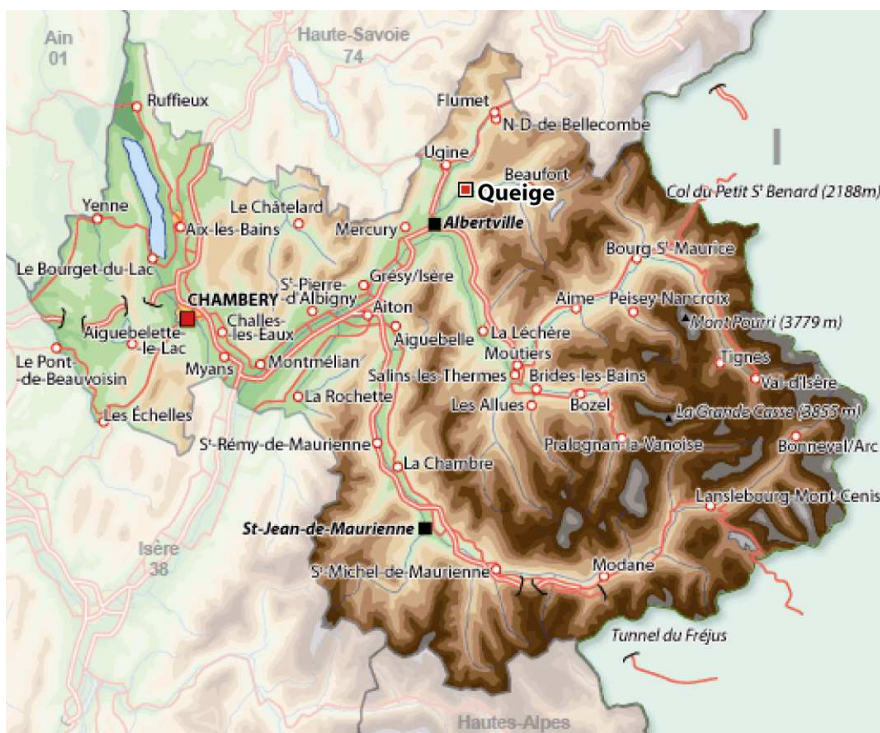 Ain
01
Haute-Savoie
74
Ruffieux
Flumet
N-D-de-Bellecombe
Ugine
Beaufort
I
Queige
Col du Petit St Benard (2188m)
Yenne
Le Châtelard
Aix-les-Bains
Mercury
Albertville
Bourg-St-Maurice
Le Bourget-du-Lac
Grésy/Isère
St-Pierre-
-d'Albigny
CHAMBERY
Aiton
Aime
Peisey-Nancroix
Challes-
-les-Eaux
Aiguebelette-
-le-Lac
Aiguebelle
La Léchère
Mont Pourri (3779 m)
Le Pont-
-de-Beauvoisin
Myans
Montmélian
Moûtiers
Tignes
Salins-les-Thermes
Brides-les-Bains
Val-d'Isère
La Rochette
Les Allues
Bozel
La Grande Casse (3855 m)
Les Échelles
St-Rémy-de-Maurienne
Pralognan-la-Vanoise
Bonneval/Arc
La Chambre
Lanslebourg-Mont-Cenis
St-Jean-de-Maurienne
Isère
38
St-Michel-de-Maurienne
Modane
Tunnel du Fréjus
Hautes-Alpes